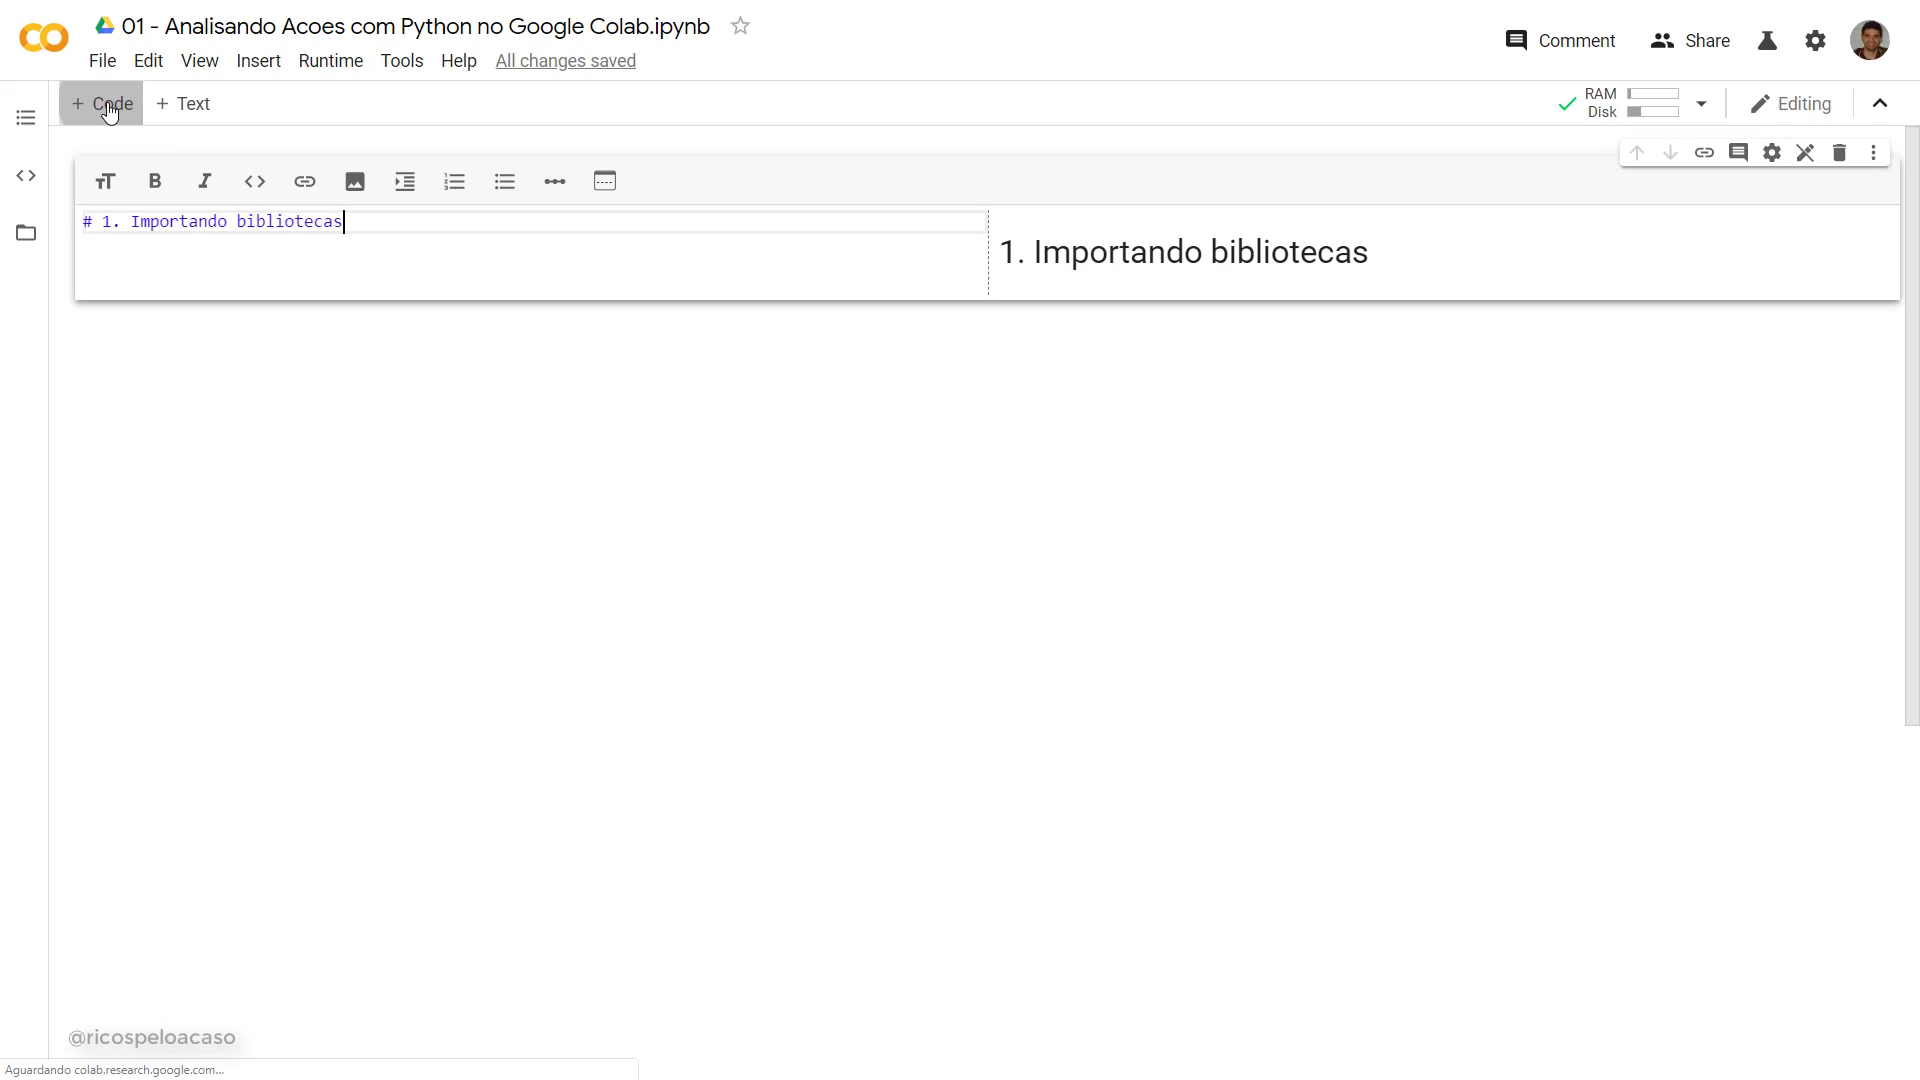 01 - Analisando Acoes com Python no Google Colab.ipynb
File Edit View Insert Runtime Tools Help All changes saved
Comment Share
+ Code + Text
RAM
Disk
Editing
# 1. Importando bibliotecas
1. Importando bibliotecas
@ricospeloacaso
Aguardando colab.research.google.com...